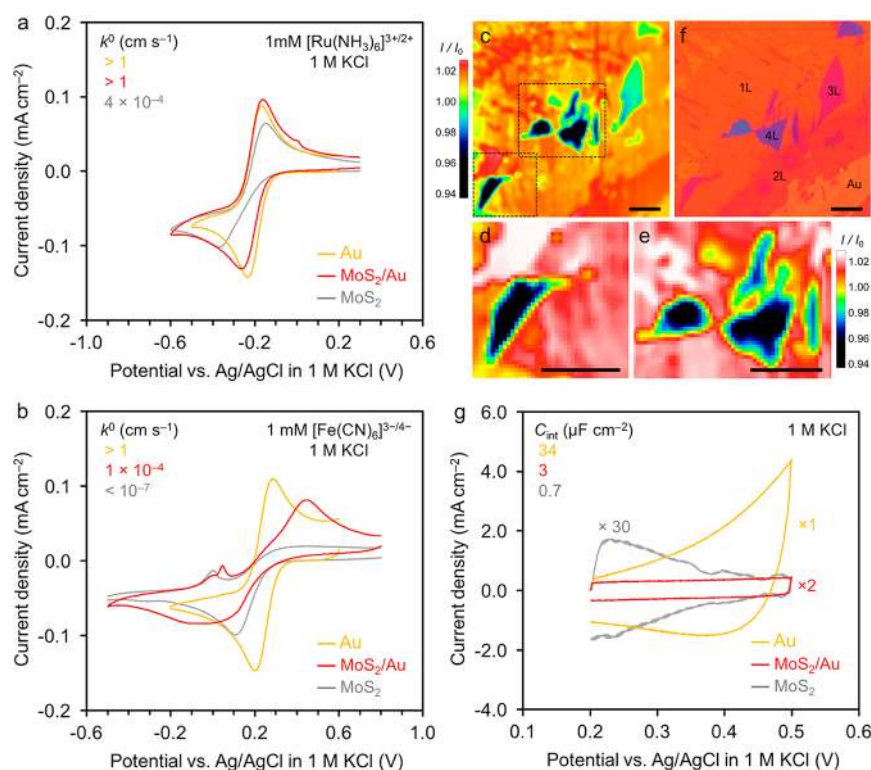 a
k⁰ (cm s⁻¹)
> 1
> 1
4 × 10⁻⁴
1mM [Ru(NH₃)₆]³⁺/²⁺
1 M KCl
0.2
0.1
0.0
-0.1
-0.2
Current density (mA cm⁻²)
Au
MoS₂/Au
MoS₂
-1.0
-0.6
-0.2
0.2
0.6
Potential vs. Ag/AgCl in 1 M KCl (V)
c
I / I₀
1.02
1.00
0.98
0.96
0.94
f
1L
3L
4L
2L
Au
d
e
I / I₀
1.02
1.00
0.98
0.96
0.94
b
k⁰ (cm s⁻¹)
> 1
1 × 10⁻⁴
< 10⁻⁷
1 mM [Fe(CN)₆]³⁻/⁴⁻
1 M KCl
0.2
0.1
0.0
-0.1
-0.2
Current density (mA cm⁻²)
Au
MoS₂/Au
MoS₂
-0.6
-0.2
0.2
0.6
1.0
Potential vs. Ag/AgCl in 1 M KCl (V)
g
C_int (μF cm⁻²)
34
3
0.7
1 M KCl
× 30
×1
×2
6.0
4.0
2.0
0.0
-2.0
-4.0
Current density (mA cm⁻²)
Au
MoS₂/Au
MoS₂
0.1
0.2
0.3
0.4
0.5
0.6
Potential vs. Ag/AgCl in 1 M KCl (V)